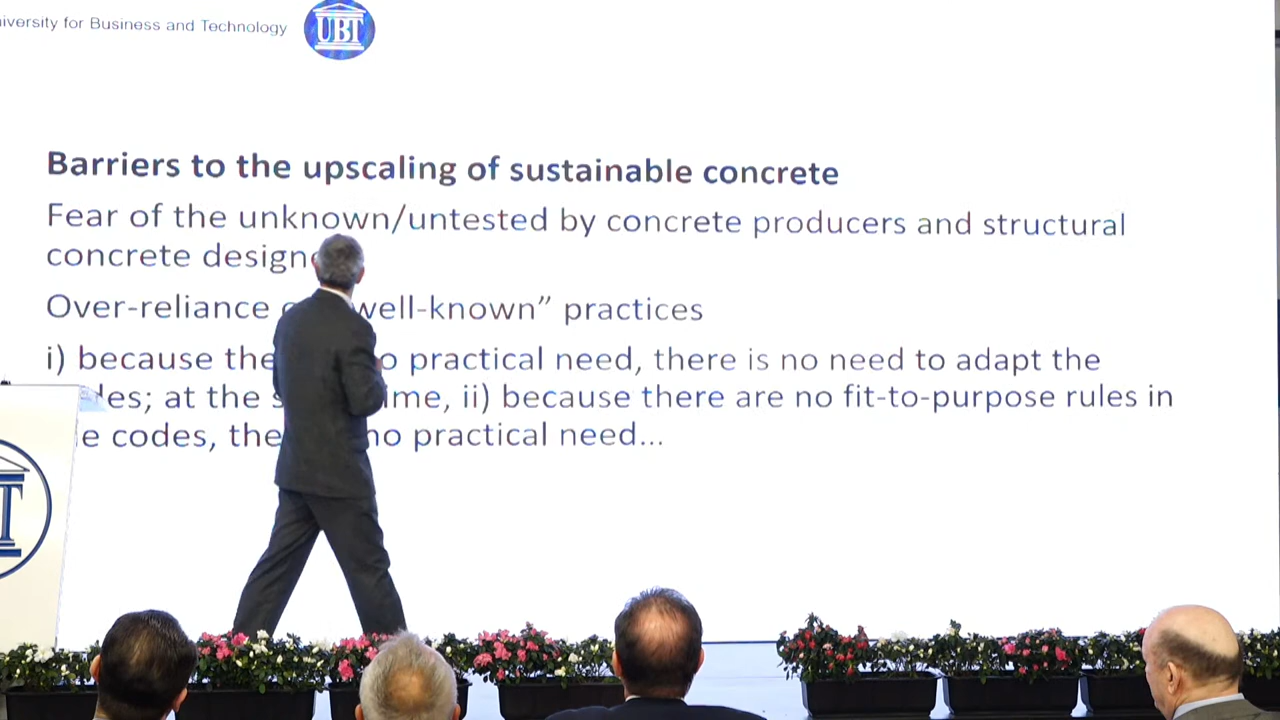 iversity for Business and Technology
UBT
Barriers to the upscaling of sustainable concrete
Fear of the unknown/untested by concrete producers and structural
concrete design
Over-reliance well-known” practices
i) because the practical need, there is no need to adapt the
es; at the ime, ii) because there are no fit-to-purpose rules in
e codes, the no practical need...
T